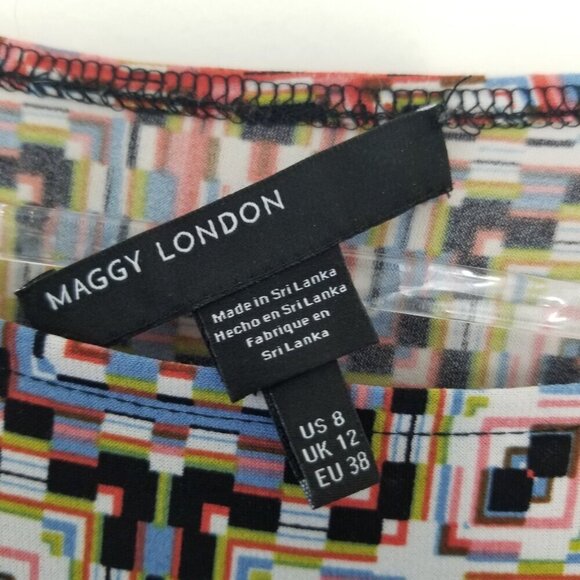 MAGGY LONDON
Made in Sri Lanka
Hecho en Sri Lanka
Fabrique en
Sri Lanka
US 8
UK 12
EU 38